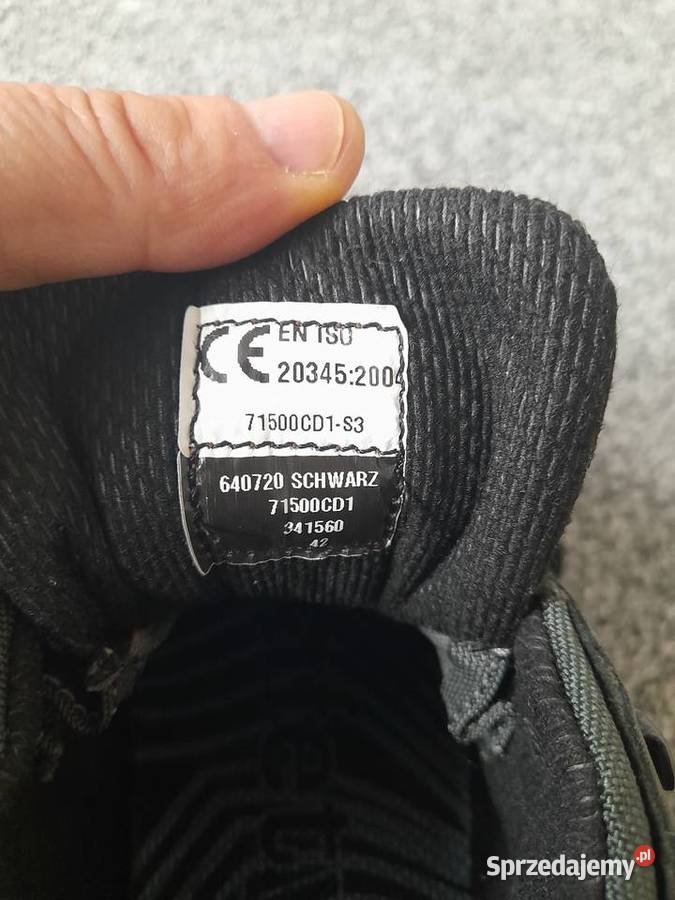 CE EN ISO
20345:2004
71500CD1-S3
640720 SCHWARZ
71500CD1
341560
42
Sprzedajemy.pl